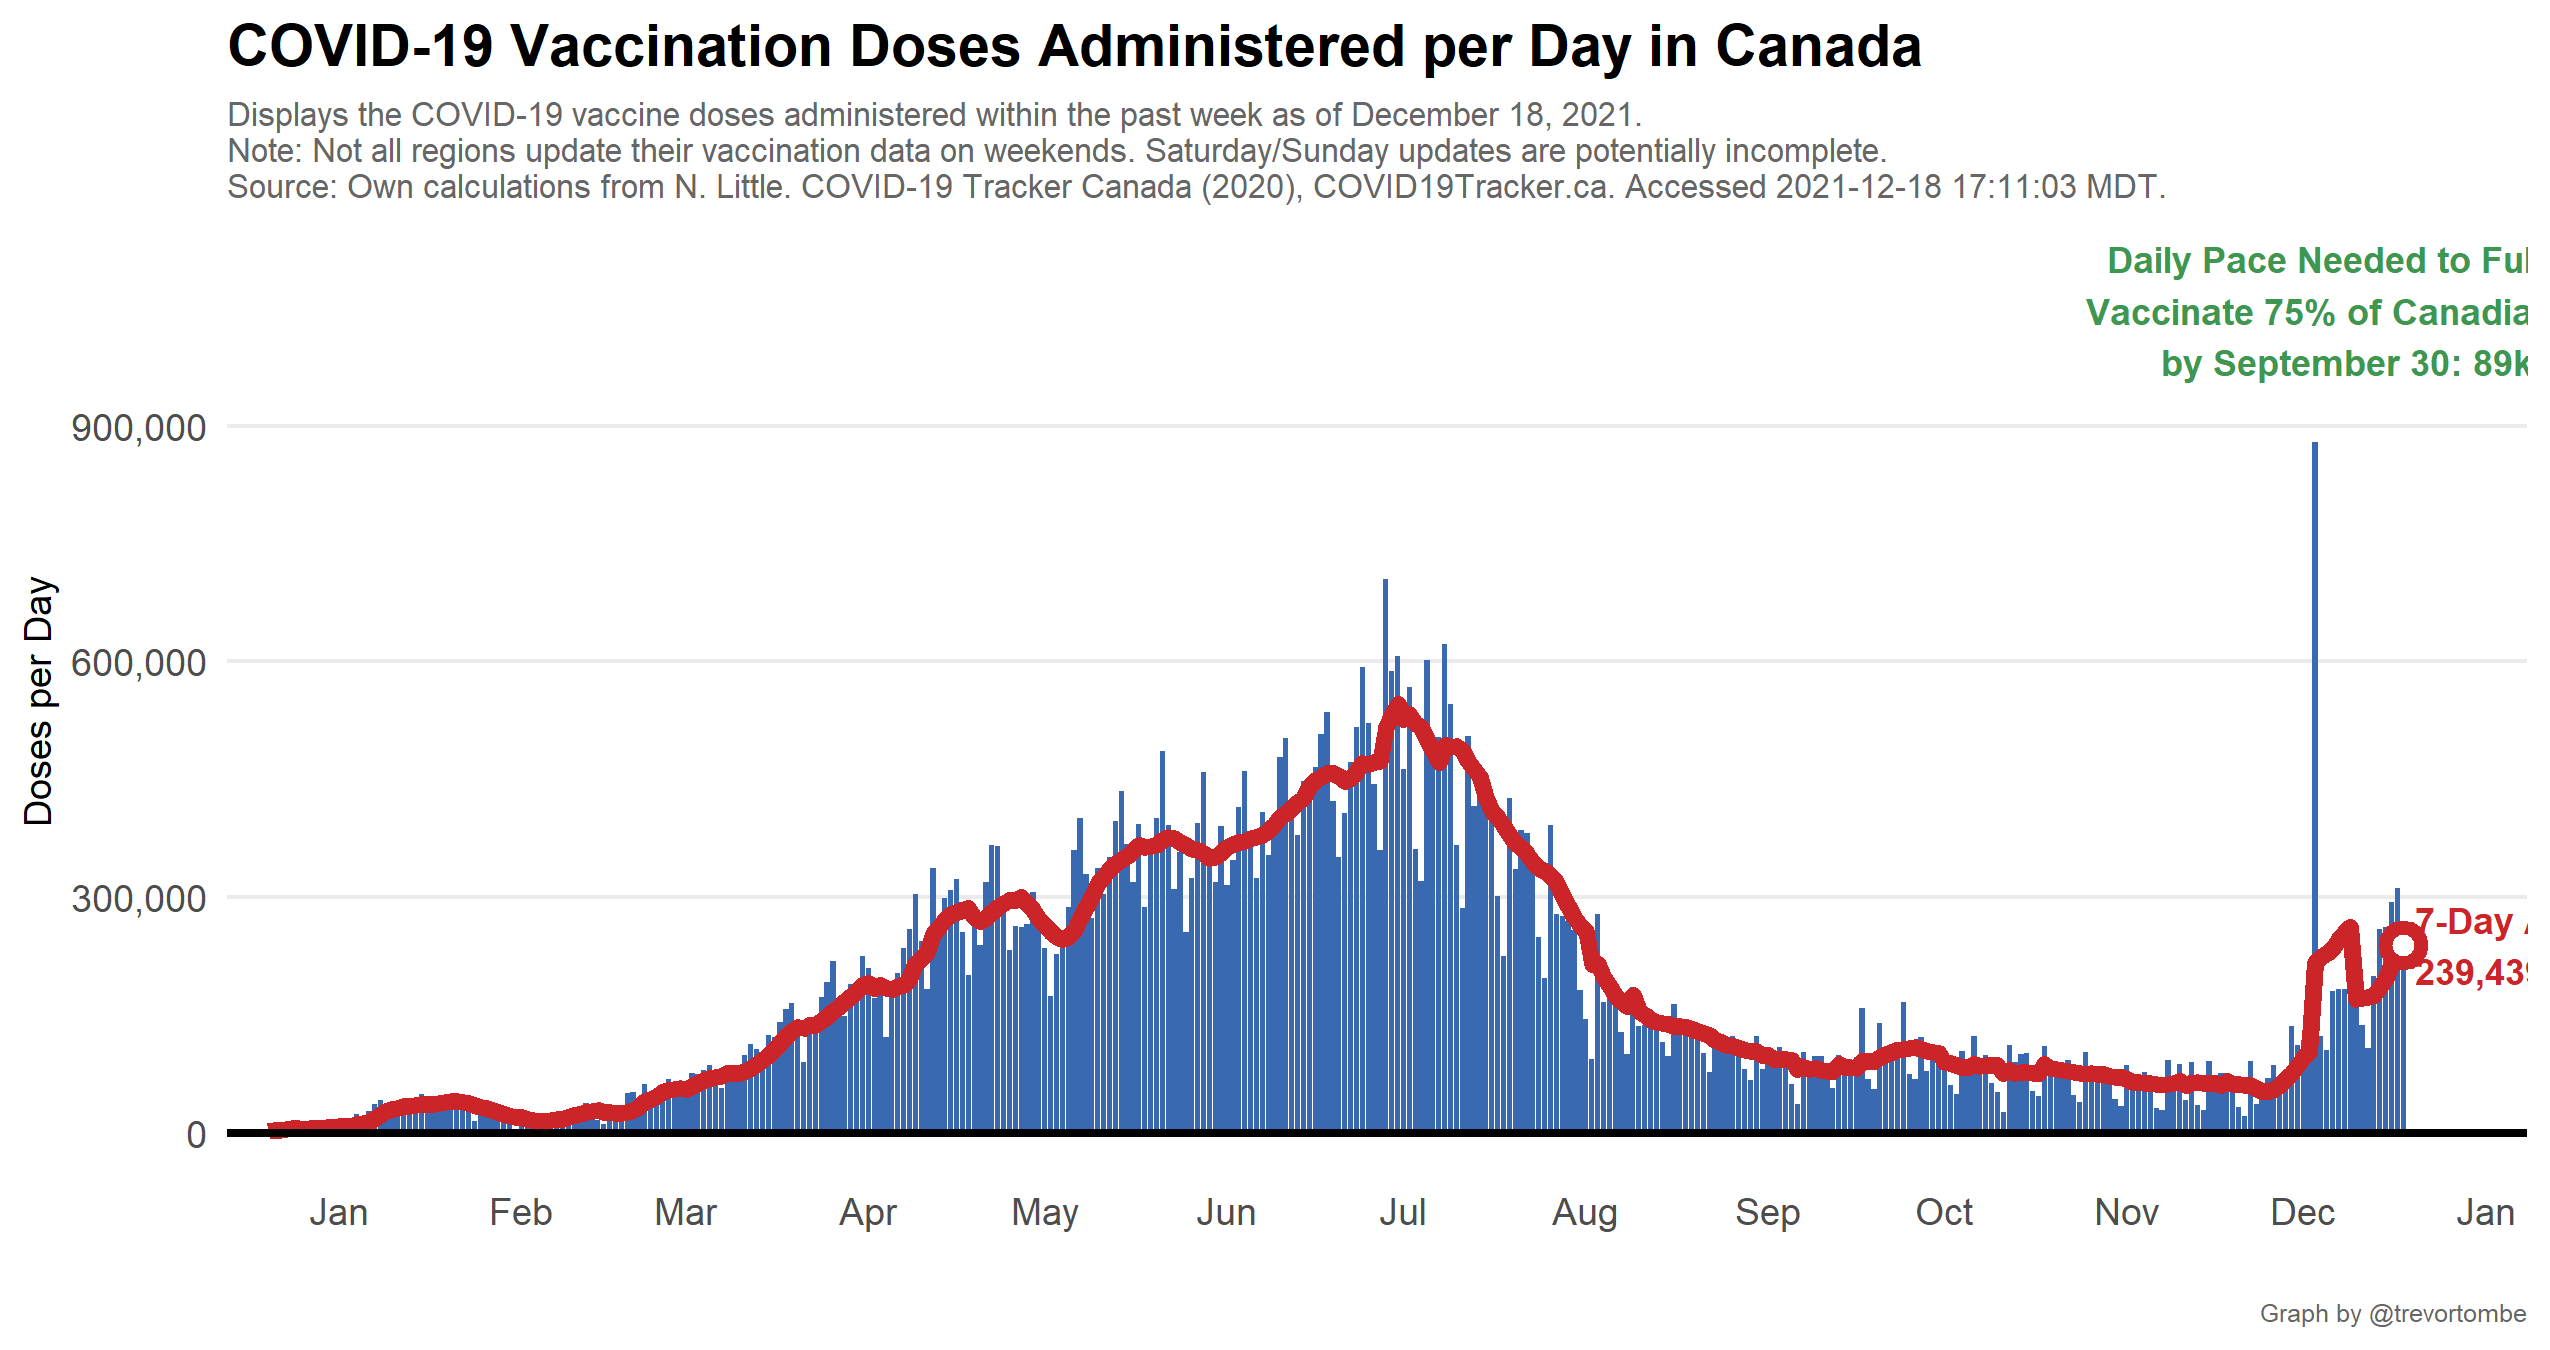 COVID-19 Vaccination Doses Administered per Day in Canada
Displays the COVID-19 vaccine doses administered within the past week as of December 18, 2021.
Note: Not all regions update their vaccination data on weekends. Saturday/Sunday updates are potentially incomplete.
Source: Own calculations from N. Little. COVID-19 Tracker Canada (2020), COVID19Tracker.ca. Accessed 2021-12-18 17:11:03 MDT.
Daily Pace Needed to Ful
Vaccinate 75% of Canadia
by September 30: 89k
900,000
600,000
300,000
0
Doses per Day
7-Day
239,439
Jan Feb Mar Apr May Jun Jul Aug Sep Oct Nov Dec Jan
Graph by @trevortombe